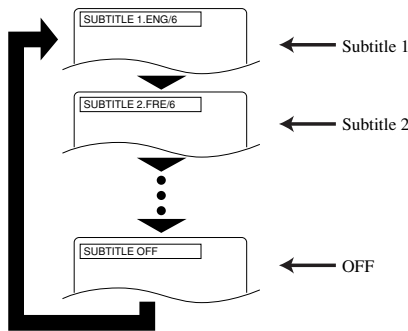 SUBTITLE 1.ENG/6
Subtitle 1
SUBTITLE 2.FRE/6
Subtitle 2
SUBTITLE OFF
OFF